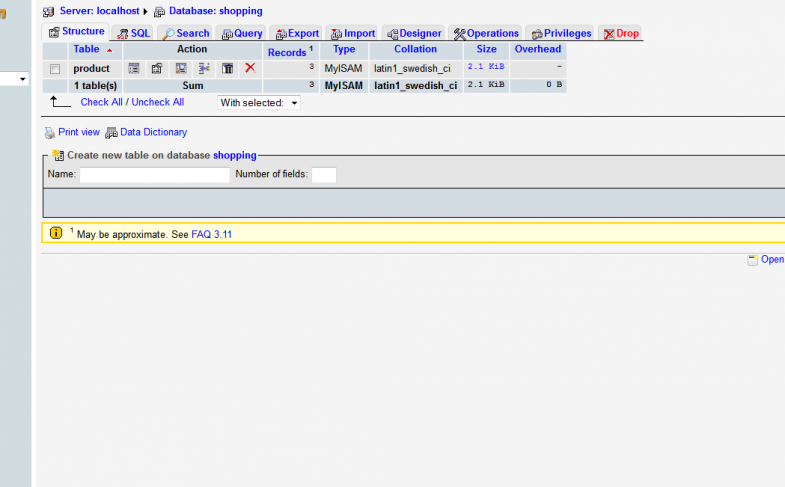 Server: localhost Database: shopping
Structure SQL Search Query Export Import Designer Operations Privileges Drop
Table Action Records 1 Type Collation Size Overhead
product 3 MyISAM latin1_swedish_ci 2.1 KiB -
1 table(s) Sum 3 MyISAM latin1_swedish_ci 2.1 KiB 0 B
Check All / Uncheck All With selected:
Print view Data Dictionary
Create new table on database shopping
Name: Number of fields:
1 May be approximate. See FAQ 3.11
Open